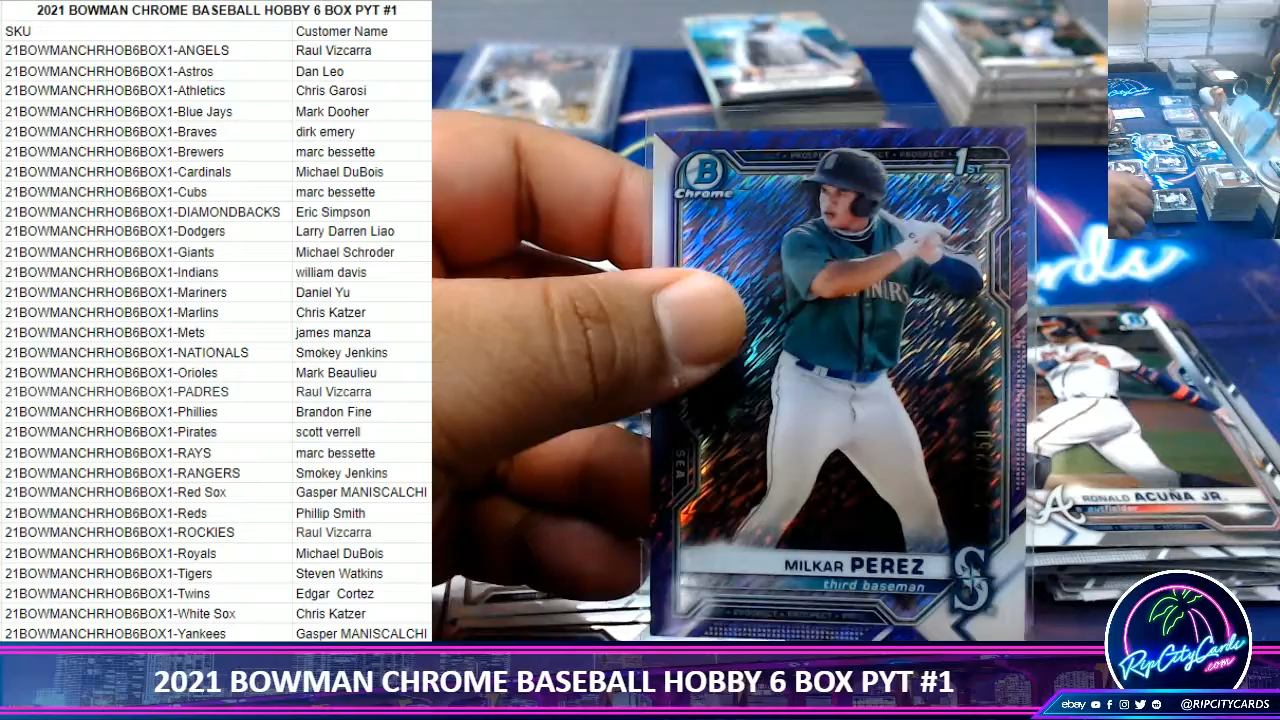 2021 BOWMAN CHROME BASEBALL HOBBY 6 BOX PYT #1
SKU Customer Name
21BOWMANCHRHOB6BOX1-ANGELS Raul Vizcarra
21BOWMANCHRHOB6BOX1-Astros Dan Leo
21BOWMANCHRHOB6BOX1-Athletics Chris Garosi
21BOWMANCHRHOB6BOX1-Blue Jays Mark Dooher
21BOWMANCHRHOB6BOX1-Braves dirk emery
21BOWMANCHRHOB6BOX1-Brewers marc bessette
21BOWMANCHRHOB6BOX1-Cardinals Michael DuBois
21BOWMANCHRHOB6BOX1-Cubs marc bessette
21BOWMANCHRHOB6BOX1-DIAMONDBACKS Eric Simpson
21BOWMANCHRHOB6BOX1-Dodgers Larry Darren Liao
21BOWMANCHRHOB6BOX1-Giants Michael Schroder
21BOWMANCHRHOB6BOX1-Indians william davis
21BOWMANCHRHOB6BOX1-Mariners Daniel Yu
21BOWMANCHRHOB6BOX1-Marlins Chris Katzer
21BOWMANCHRHOB6BOX1-Mets james manza
21BOWMANCHRHOB6BOX1-NATIONALS Smokey Jenkins
21BOWMANCHRHOB6BOX1-Orioles Mark Beaulieu
21BOWMANCHRHOB6BOX1-PADRES Raul Vizcarra
21BOWMANCHRHOB6BOX1-Phillies Brandon Fine
21BOWMANCHRHOB6BOX1-Pirates scott verrell
21BOWMANCHRHOB6BOX1-RAYS marc bessette
21BOWMANCHRHOB6BOX1-RANGERS Smokey Jenkins
21BOWMANCHRHOB6BOX1-Red Sox Gasper MANISCALCHI
21BOWMANCHRHOB6BOX1-Reds Phillip Smith
21BOWMANCHRHOB6BOX1-ROCKIES Raul Vizcarra
21BOWMANCHRHOB6BOX1-Royals Michael DuBois
21BOWMANCHRHOB6BOX1-Tigers Steven Watkins
21BOWMANCHRHOB6BOX1-Twins Edgar Cortez
21BOWMANCHRHOB6BOX1-White Sox Chris Katzer
21BOWMANCHRHOB6BOX1-Yankees Gasper MANISCALCHI
B
Chrome
PROSPECT
1ST
SEA
MILKAR PEREZ
third baseman
PROSPECT • PROSPECT
RONALD ACUÑA JR.
outfielder
2021 BOWMAN CHROME BASEBALL HOBBY 6 BOX PYT #1
RipCityCards
.com
ebay @RIPCITYCARDS